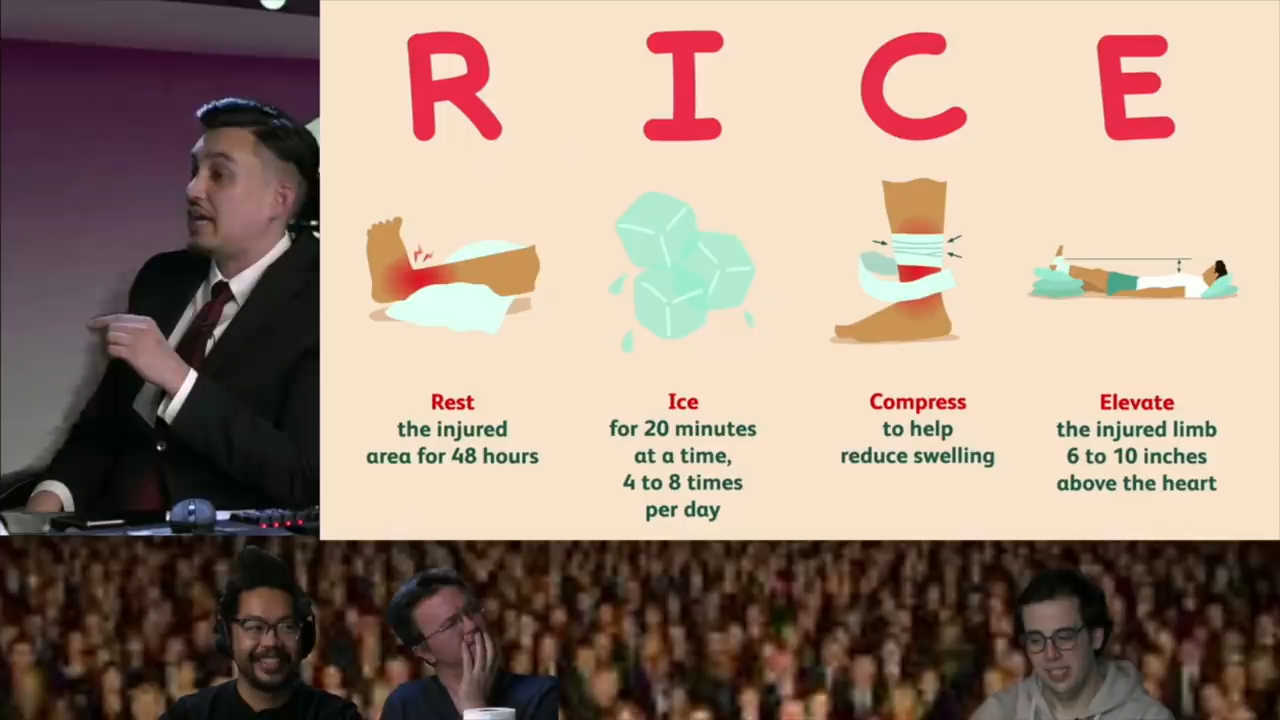 R I C E
Rest
the injured
area for 48 hours
Ice
for 20 minutes
at a time,
4 to 8 times
per day
Compress
to help
reduce swelling
Elevate
the injured limb
6 to 10 inches
above the heart